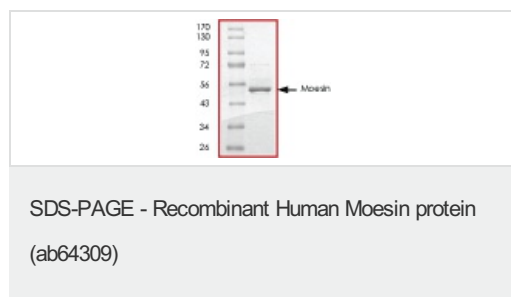 170
130
95
72
56
43
34
26
Moesin
SDS-PAGE - Recombinant Human Moesin protein
(ab64309)